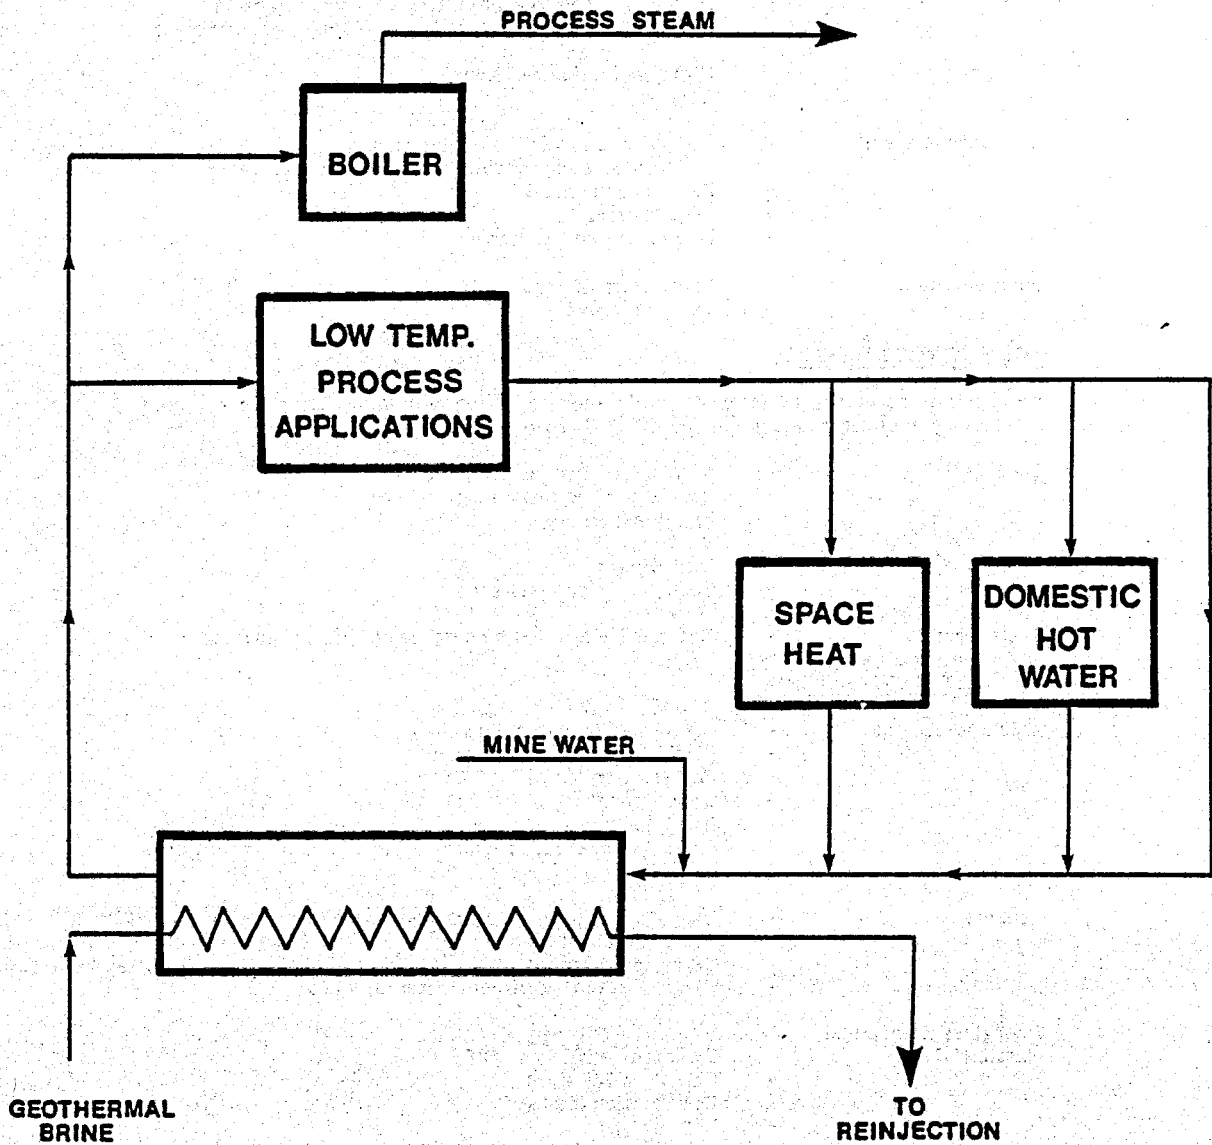 PROCESS STEAM
BOILER
LOW TEMP.
PROCESS
APPLICATIONS
SPACE
HEAT
DOMESTIC
HOT
WATER
MINE WATER
GEOTHERMAL
BRINE
TO
REINJECTION